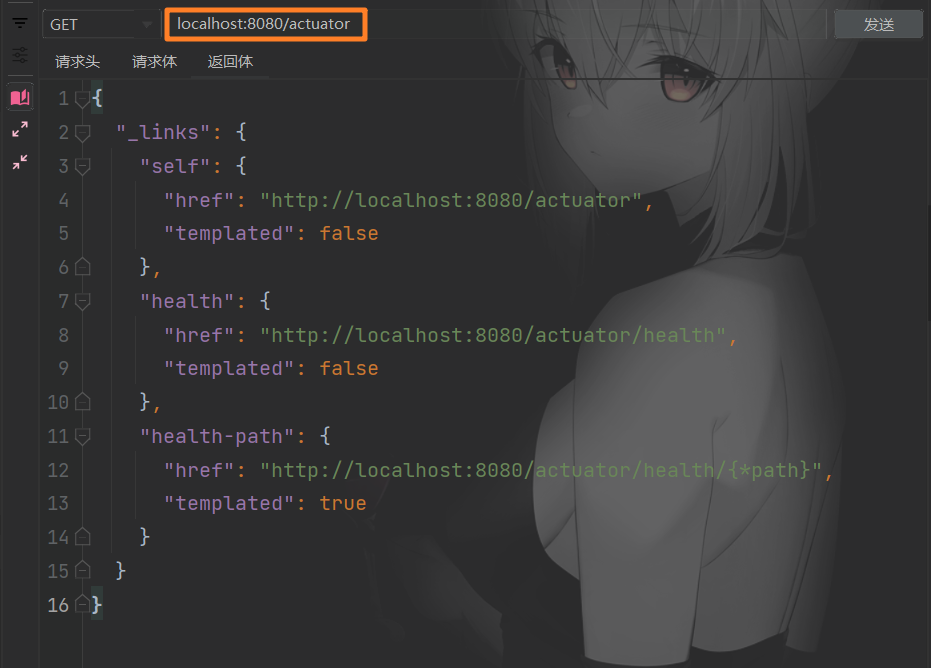 GET localhost:8080/actuator 发送
请求头 请求体 返回体
1 {
2 "_links": {
3 "self": {
4 "href": "http://localhost:8080/actuator",
5 "templated": false
6 },
7 "health": {
8 "href": "http://localhost:8080/actuator/health",
9 "templated": false
10 },
11 "health-path": {
12 "href": "http://localhost:8080/actuator/health/{*path}",
13 "templated": true
14 }
15 }
16 }